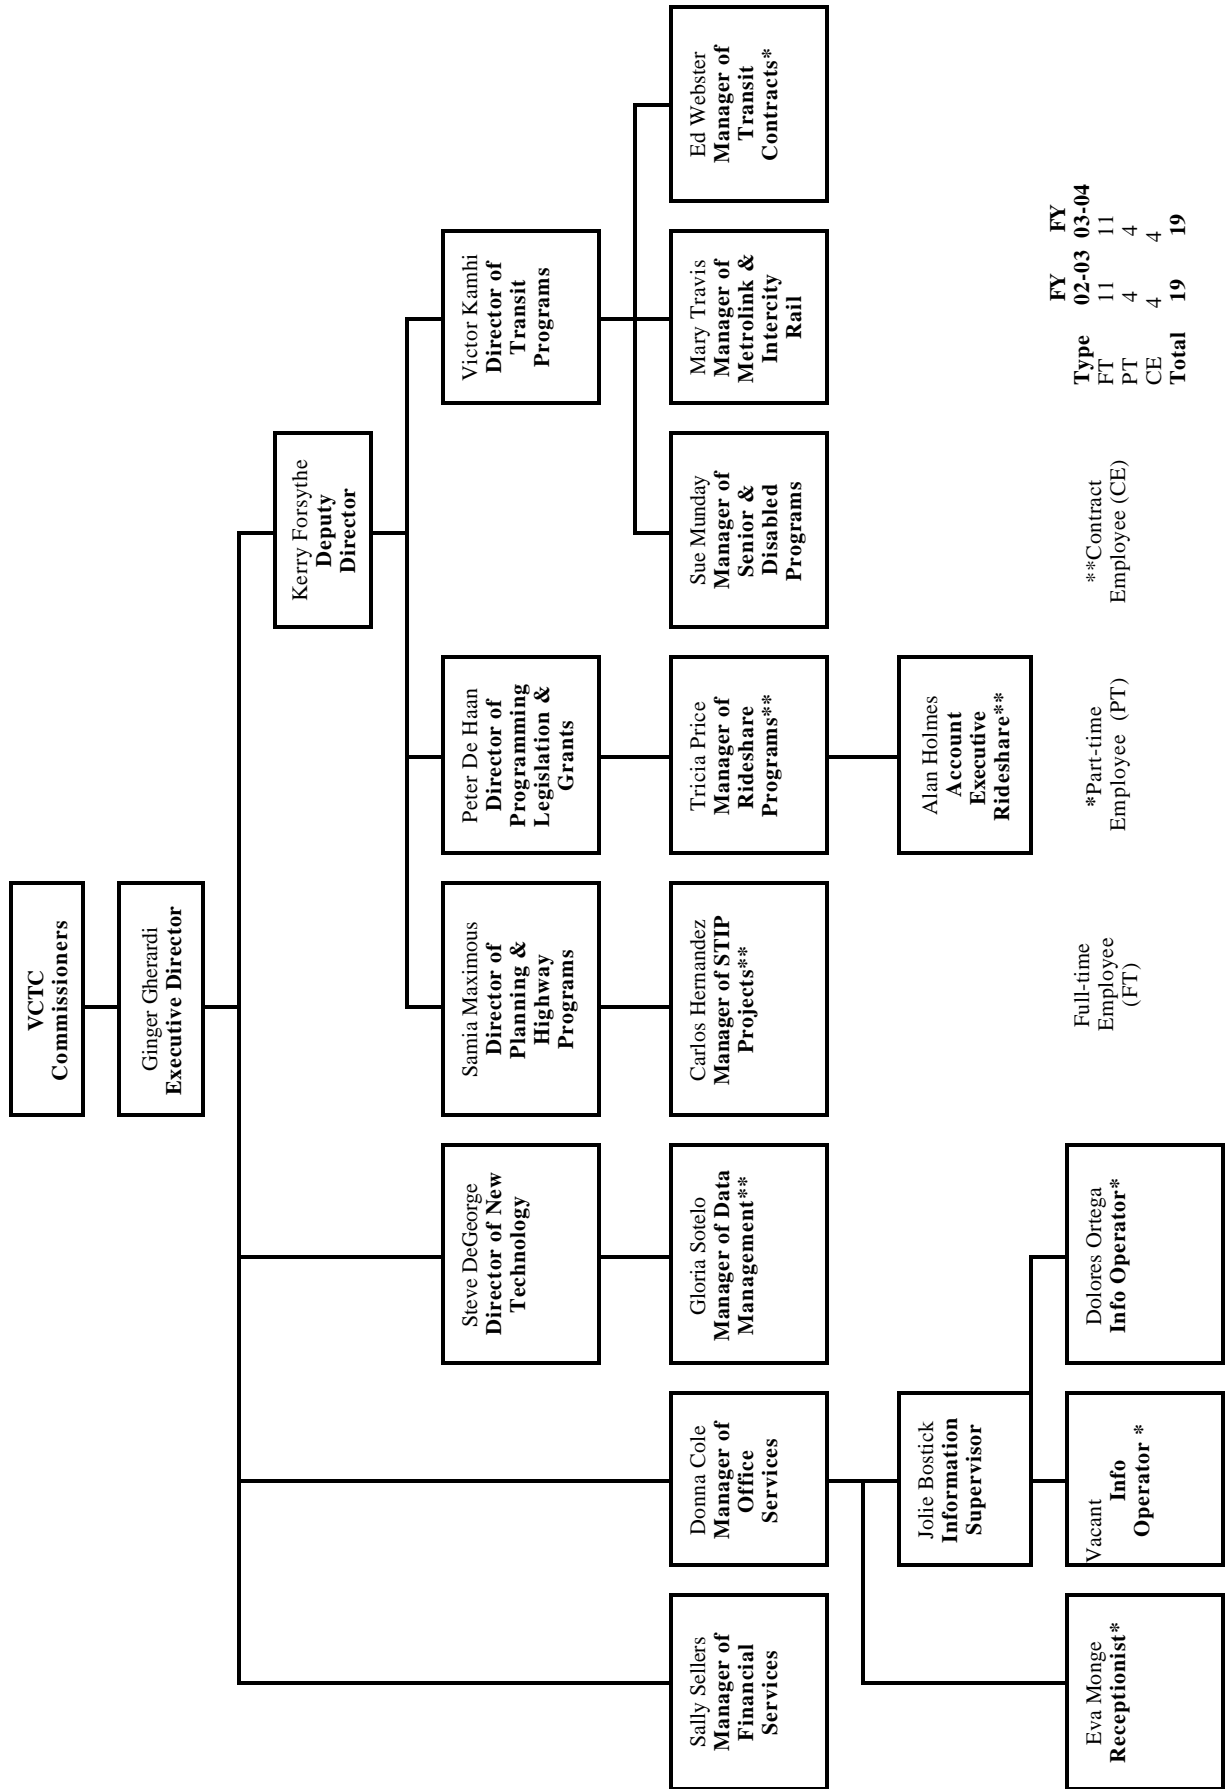 VCTC
Commissioners
Ginger Gherardi
Executive Director
Kerry Forsythe
Deputy
Director
Steve DeGeorge
Director of New
Technology
Samia Maximous
Director of
Planning &
Highway
Programs
Peter De Haan
Director of
Programming
Legislation &
Grants
Victor Kamhi
Director of
Transit
Programs
Sally Sellers
Manager of
Financial
Services
Donna Cole
Manager of
Office
Services
Gloria Sotelo
Manager of Data
Management**
Carlos Hernandez
Manager of STIP
Projects**
Tricia Price
Manager of
Rideshare
Programs**
Sue Munday
Manager of
Senior &
Disabled
Programs
Mary Travis
Manager of
Metrolink &
Intercity
Rail
Ed Webster
Manager of
Transit
Contracts*
Jolie Bostick
Information
Supervisor
Alan Holmes
Account
Executive
Rideshare**
Eva Monge
Receptionist*
Vacant
Info
Operator *
Dolores Ortega
Info Operator*
Full-time
Employee
(FT)
*Part-time
Employee (PT)
**Contract
Employee (CE)
FY FY
Type 02-03 03-04
FT 11 11
PT 4 4
CE 4 4
Total 19 19